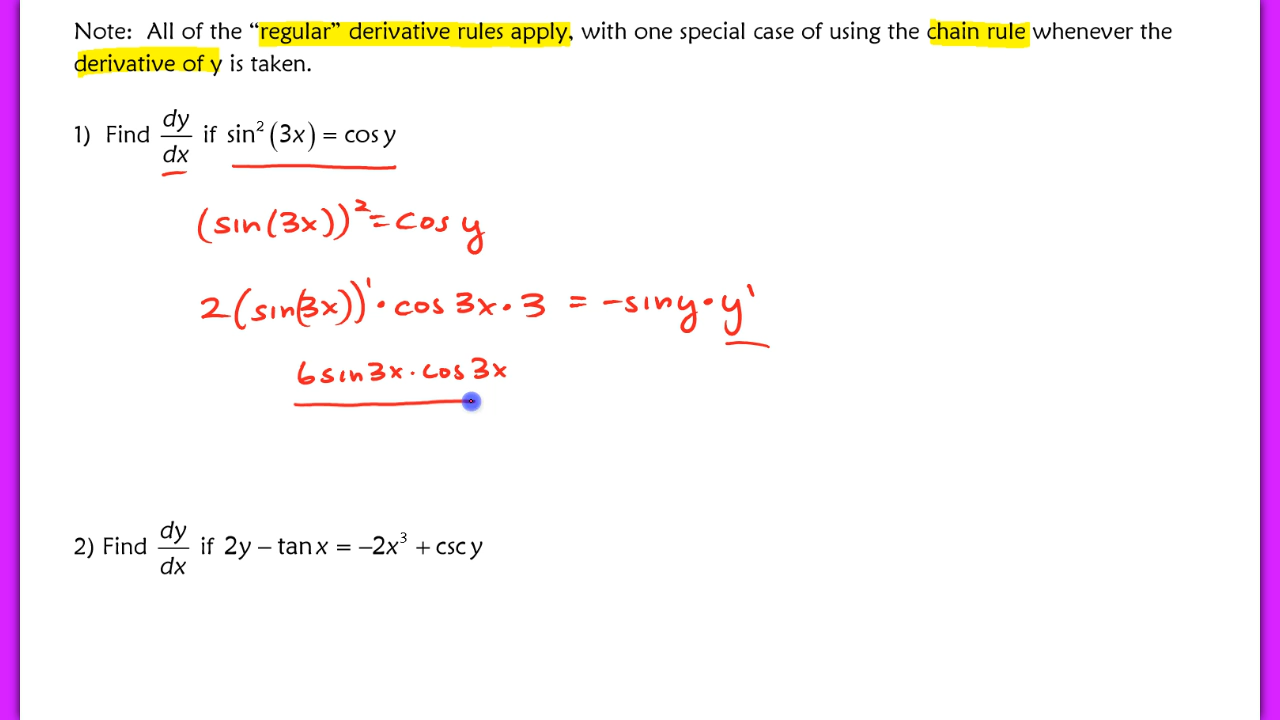 Note: All of the “regular” derivative rules apply, with one special case of using the chain rule whenever the
derivative of y is taken.
1) Find dy/dx if sin²(3x) = cos y
(sin(3x))² = cos y
2(sin(3x))' · cos 3x · 3 = -sin y · y'
6 sin 3x · cos 3x
2) Find dy/dx if 2y – tan x = –2x³ + csc y